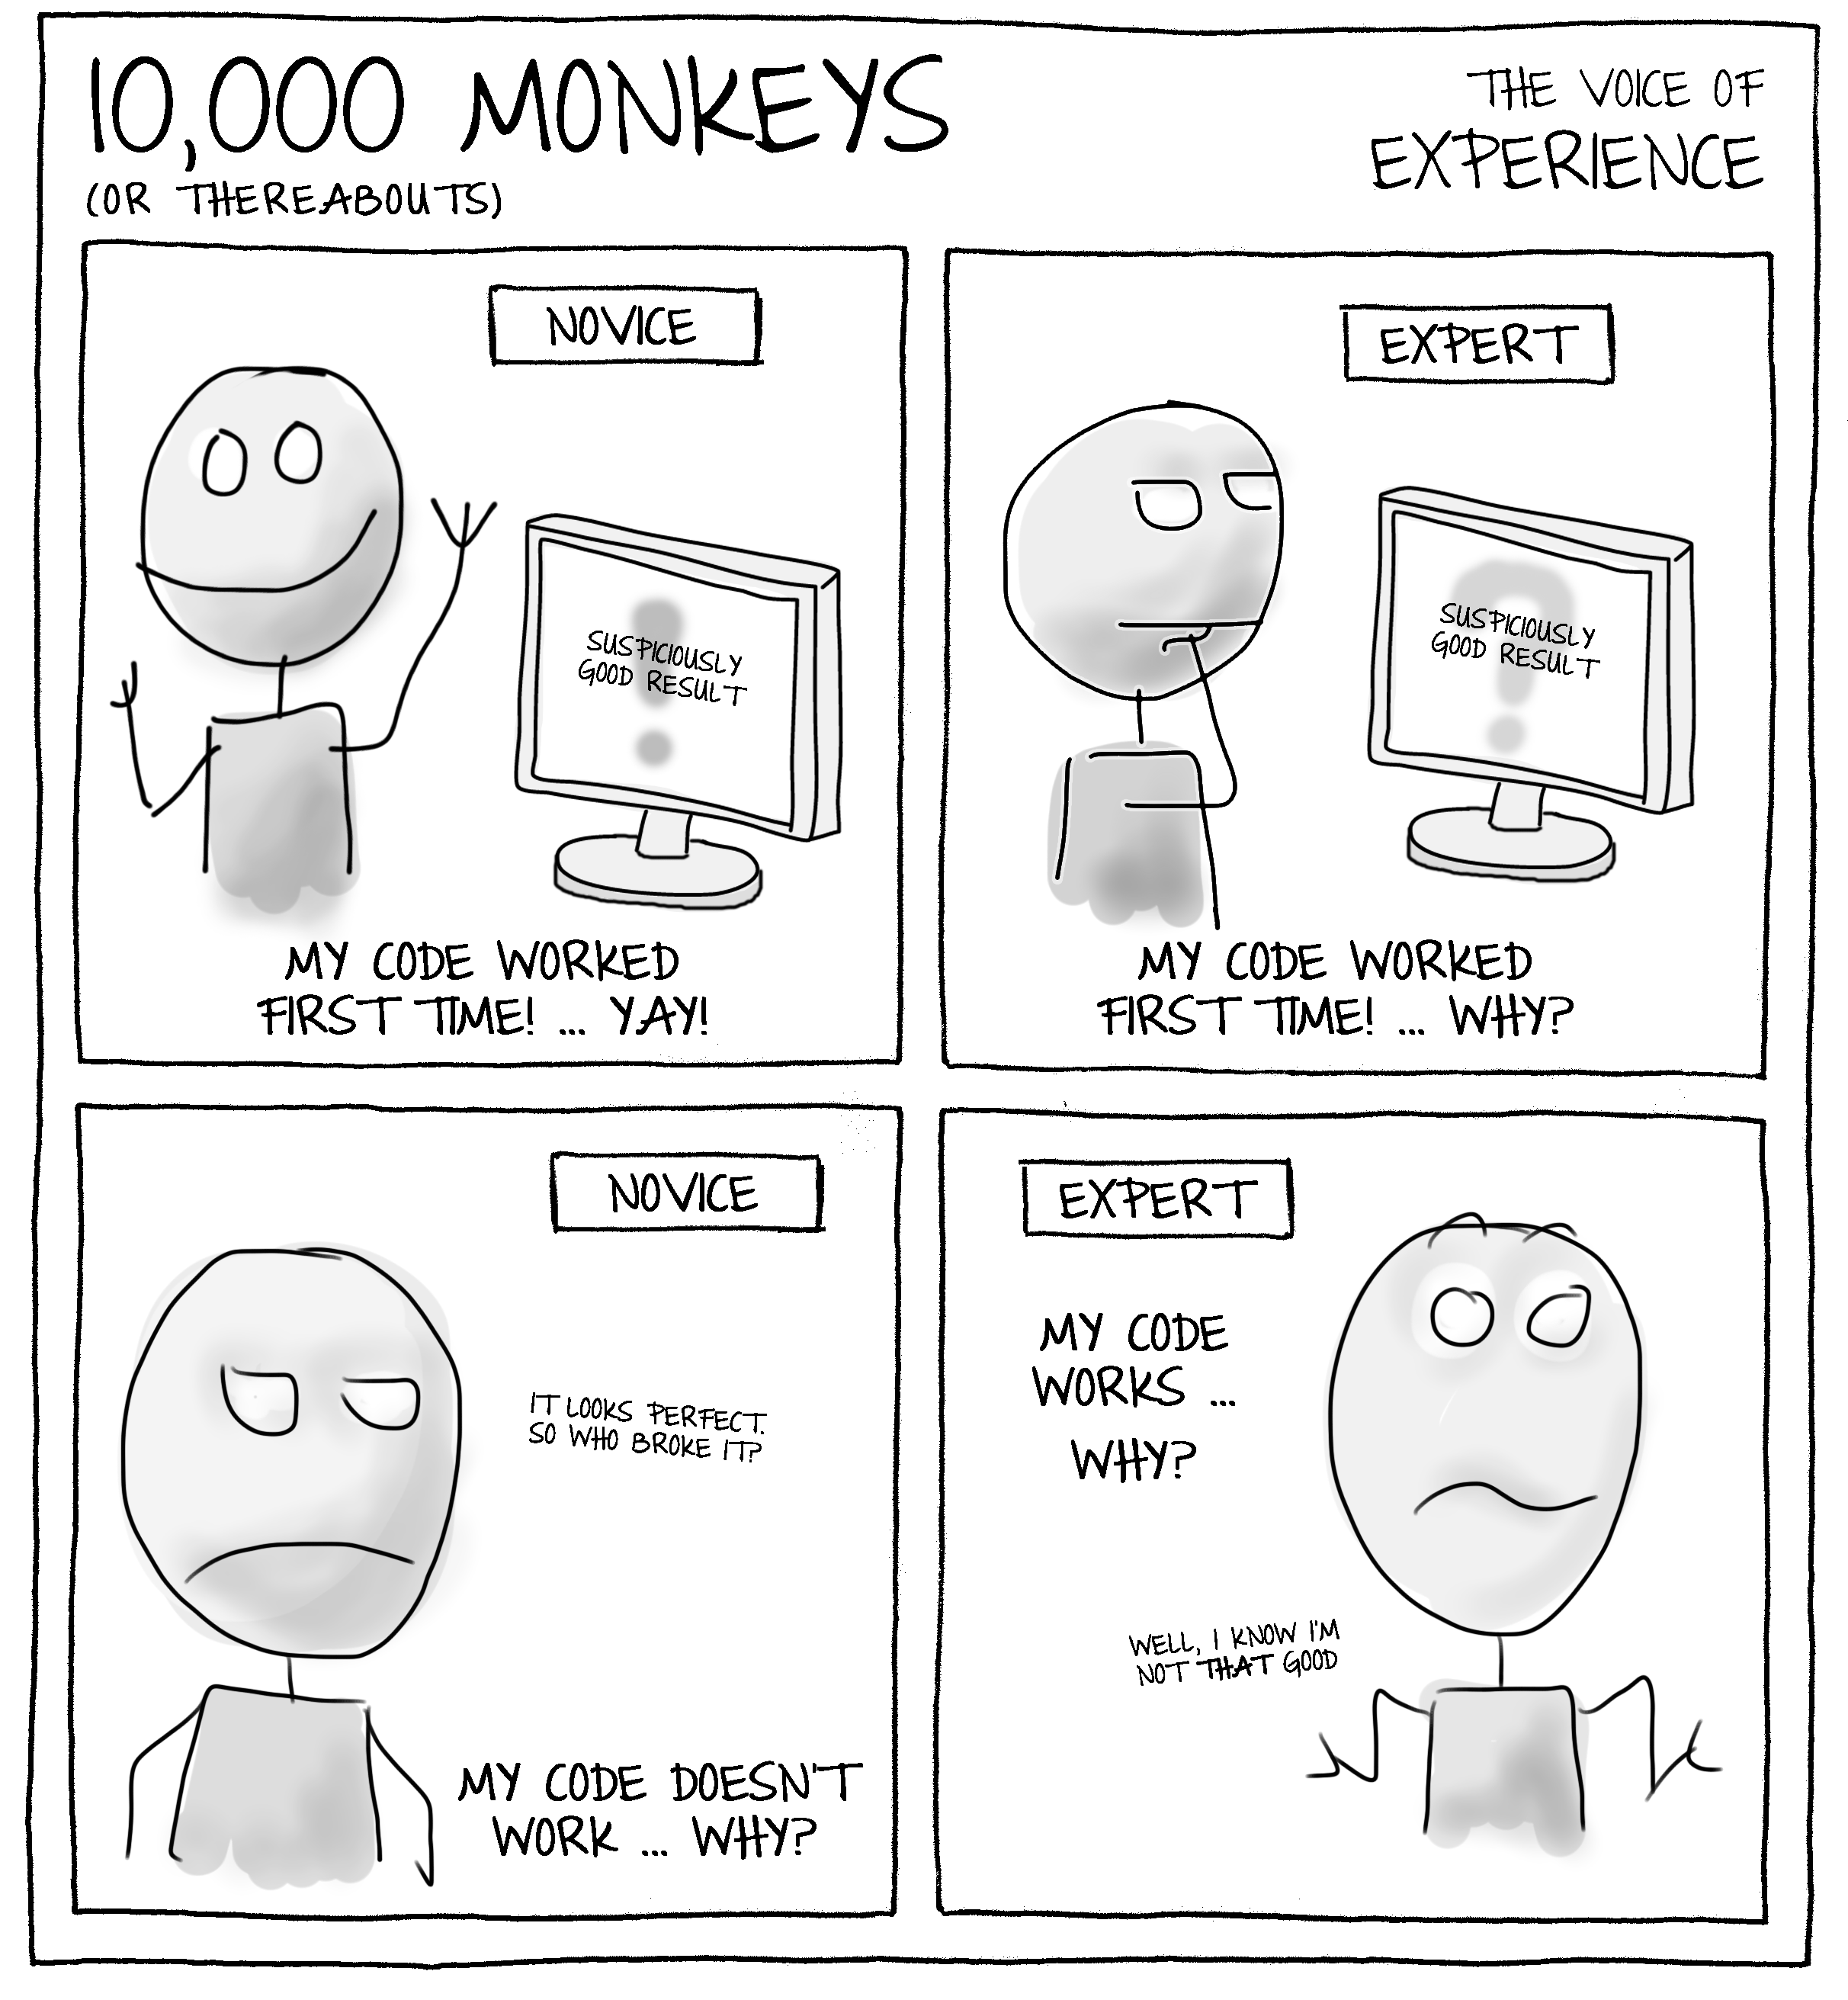 10,000 MONKEYS
(OR THEREABOUTS)
THE VOICE OF
EXPERIENCE
NOVICE
SUSPICIOUSLY
GOOD RESULT
MY CODE WORKED
FIRST TIME! ... YAY!
EXPERT
SUSPICIOUSLY
GOOD RESULT
MY CODE WORKED
FIRST TIME! ... WHY?
NOVICE
IT LOOKS PERFECT.
SO WHO BROKE IT?
MY CODE DOESN'T
WORK ... WHY?
EXPERT
MY CODE
WORKS ...
WHY?
WELL, I KNOW I'M
NOT THAT GOOD